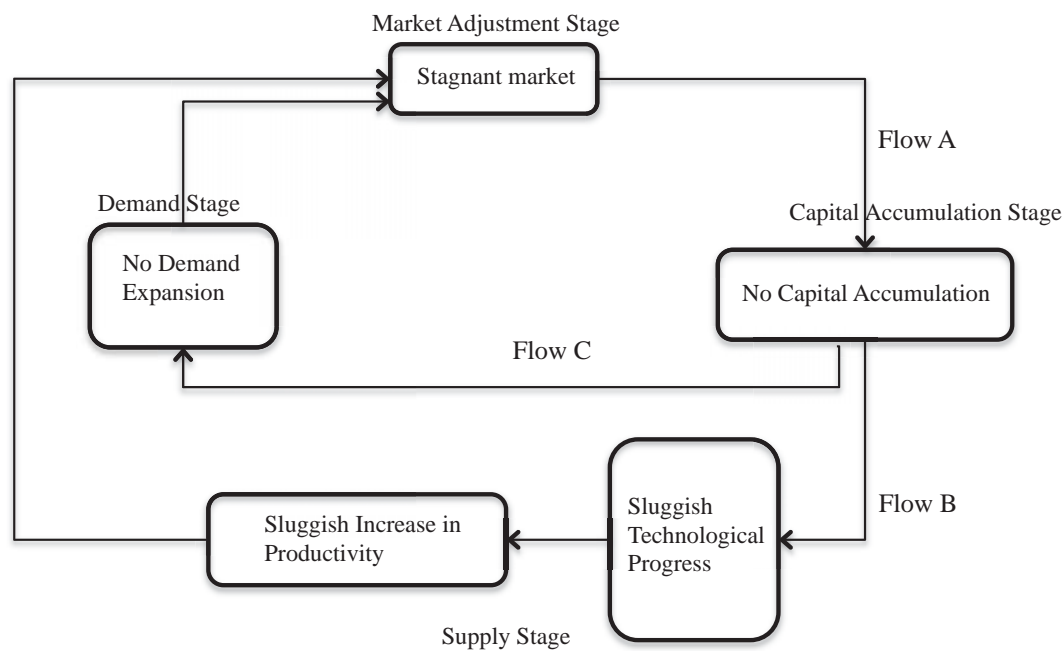 Market Adjustment Stage
Stagnant market
Flow A
Demand Stage
Capital Accumulation Stage
No Demand
Expansion
No Capital Accumulation
Flow C
Sluggish Increase in
Productivity
Sluggish
Technological
Progress
Flow B
Supply Stage